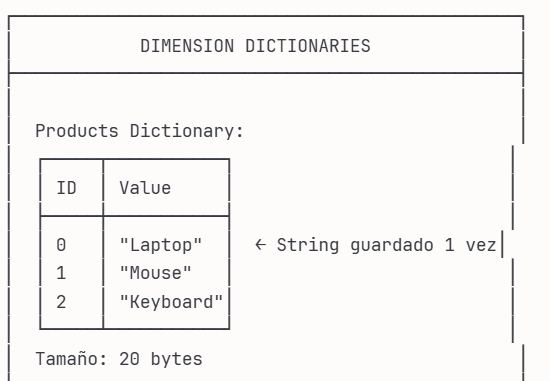 DIMENSION DICTIONARIES
Products Dictionary:
ID Value
0 "Laptop" ← String guardado 1 vez
1 "Mouse"
2 "Keyboard"
Tamaño: 20 bytes